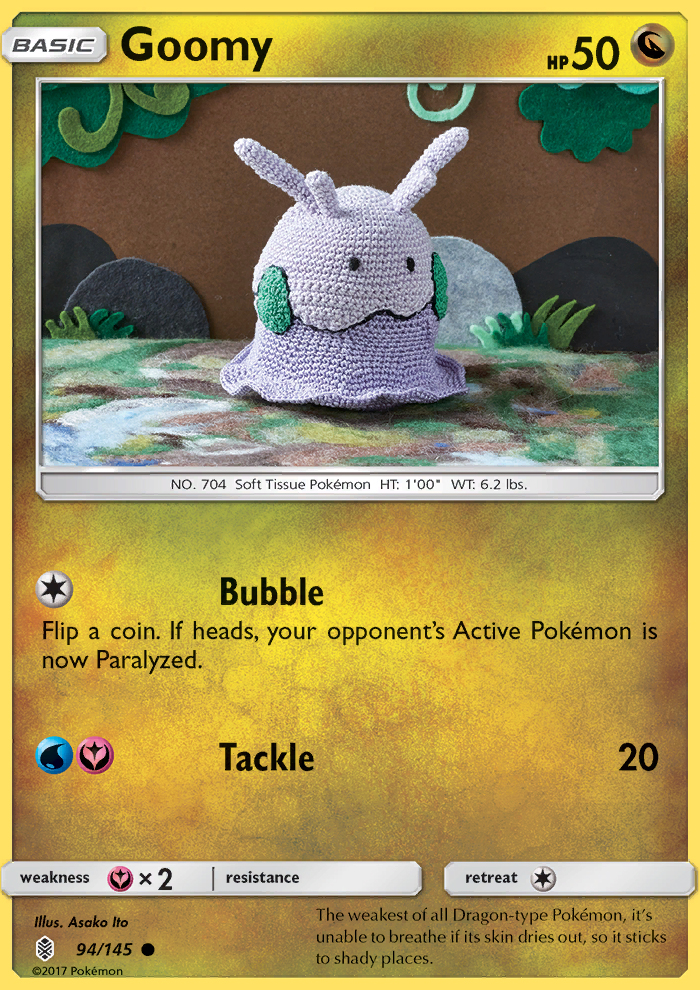 BASIC Goomy HP 50
NO. 704 Soft Tissue Pokémon HT: 1'00" WT: 6.2 lbs.
Bubble
Flip a coin. If heads, your opponent's Active Pokémon is
now Paralyzed.
Tackle 20
weakness ×2 resistance retreat
Illus. Asako Ito
94/145
©2017 Pokémon
The weakest of all Dragon-type Pokémon, it's
unable to breathe if its skin dries out, so it sticks
to shady places.